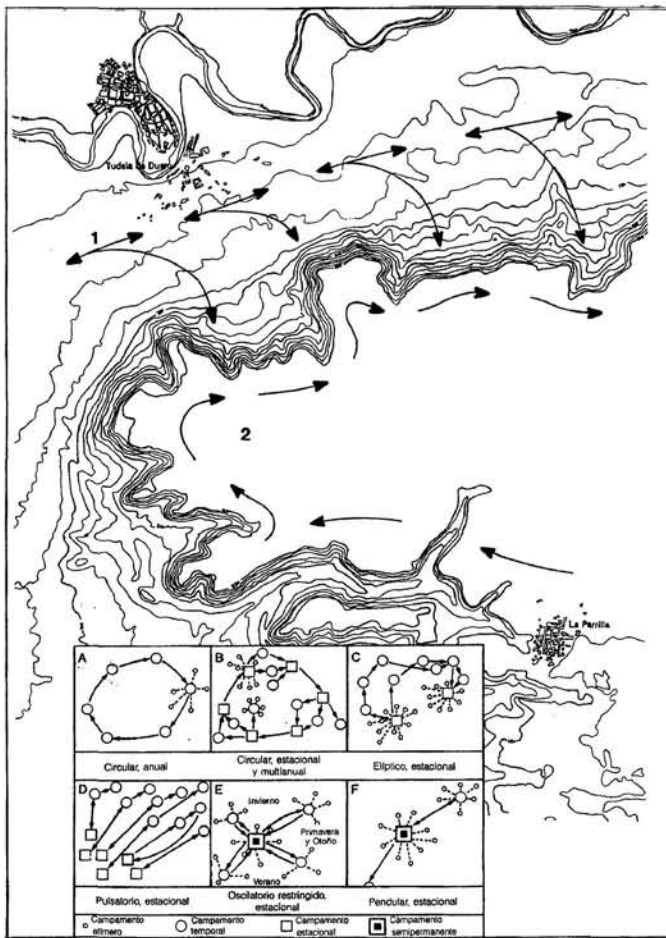 Tudela de Duero
1
2
La Parrilla
A
B
C
Circular, anual
Circular, estacional
y multianual
Elíptico, estacional
D
E
F
Invierno
Primavera
y Otoño
Verano
Pulsatorio, estacional
Oscilatorio restringido,
estacional
Pendular, estacional
Campamento
efímero
Campamento
temporal
Campamento
estacional
Campamento
semipermanente